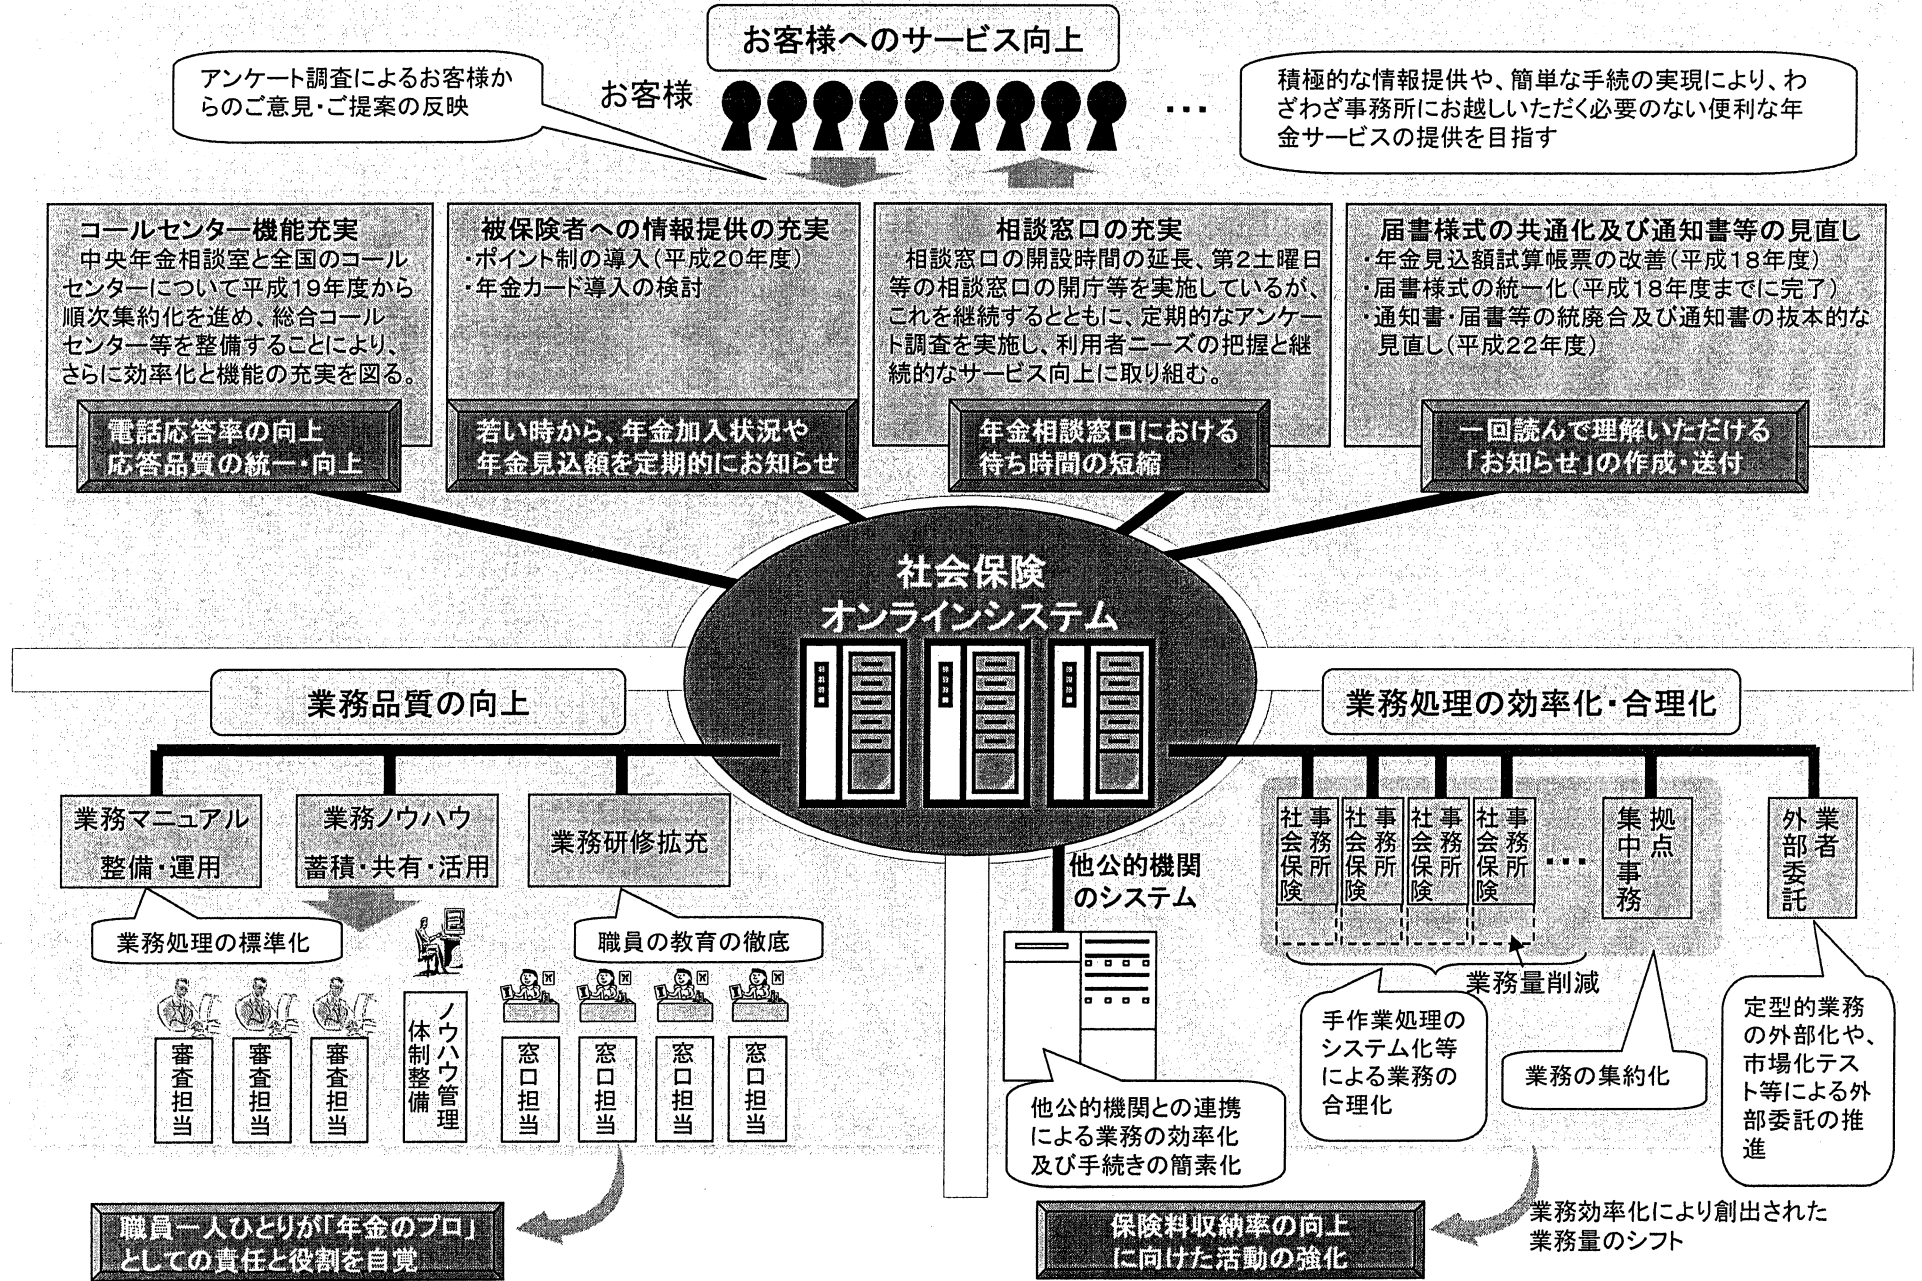 お客様へのサービス向上
アンケート調査によるお客様か
らのご意見・ご提案の反映
お客様
…
積極的な情報提供や、簡単な手続の実現により、わ
ざわざ事務所にお越しいただく必要のない便利な年
金サービスの提供を目指す
コールセンター機能充実
中央年金相談室と全国のコール
センターについて平成19年度から
順次集約化を進め、総合コール
センター等を整備することにより、
さらに効率化と機能の充実を図る。
電話応答率の向上
応答品質の統一・向上
被保険者への情報提供の充実
・ポイント制の導入(平成20年度)
・年金カード導入の検討
若い時から、年金加入状況や
年金見込額を定期的にお知らせ
相談窓口の充実
相談窓口の開設時間の延長、第2土曜日
等の相談窓口の開庁等を実施しているが、
これを継続するとともに、定期的なアンケー
ト調査を実施し、利用者ニーズの把握と継
続的なサービス向上に取り組む。
年金相談窓口における
待ち時間の短縮
届書様式の共通化及び通知書等の見直し
・年金見込額試算帳票の改善(平成18年度)
・届書様式の統一化(平成18年度までに完了)
・通知書・届書等の統廃合及び通知書の抜本的な
見直し(平成22年度)
一回読んで理解いただける
「お知らせ」の作成・送付
社会保険
オンラインシステム
業務品質の向上
業務マニュアル
整備・運用
業務ノウハウ
蓄積・共有・活用
業務研修拡充
業務処理の標準化
職員の教育の徹底
審査担当
審査担当
審査担当
ノウハウ管理
体制整備
窓口担当
窓口担当
窓口担当
窓口担当
職員一人ひとりが「年金のプロ」
としての責任と役割を自覚
他公的機関
のシステム
他公的機関との連携
による業務の効率化
及び手続きの簡素化
業務処理の効率化・合理化
事務所
社会保険
事務所
社会保険
事務所
社会保険
事務所
社会保険
…
拠点
集中事務
業者
外部委託
業務量削減
手作業処理の
システム化等
による業務の
合理化
業務の集約化
定型的業務
の外部化や、
市場化テス
ト等による外
部委託の推
進
保険料収納率の向上
に向けた活動の強化
業務効率化により創出された
業務量のシフト